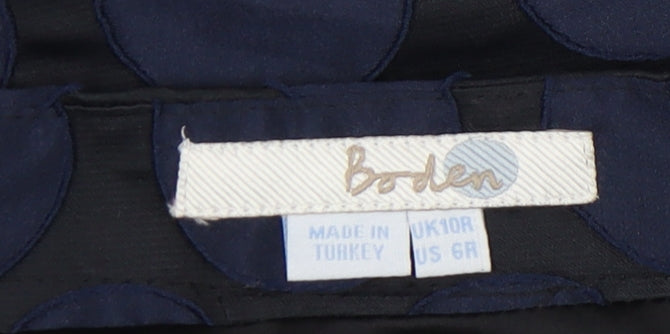 Boden
MADE IN
TURKEY
UK10R
US 6R